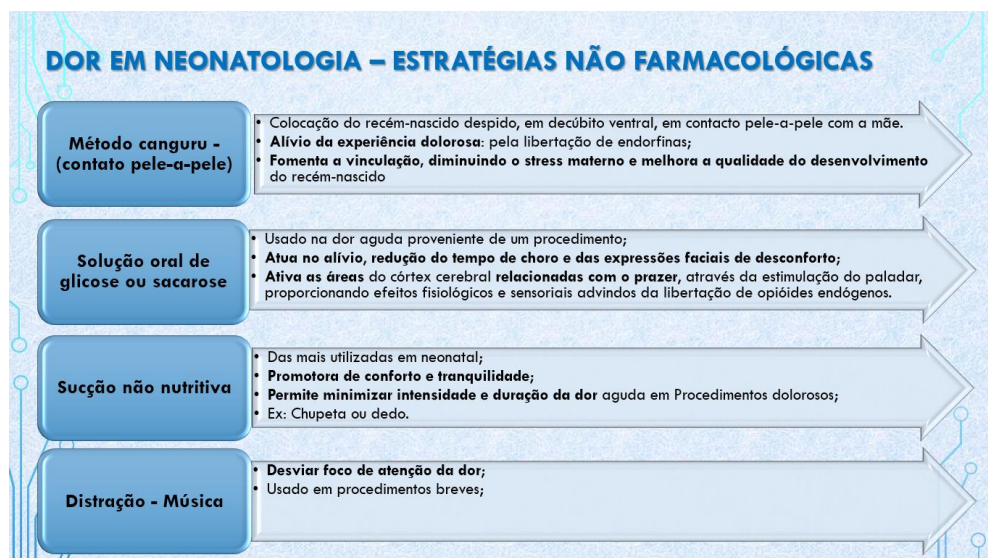 DOR EM NEONATOLOGIA – ESTRATÉGIAS NÃO FARMACOLÓGICAS
Método canguru -
(contato pele-a-pele)
• Colocação do recém-nascido despido, em decúbito ventral, em contacto pele-a-pele com a mãe.
• Alívio da experiência dolorosa: pela libertação de endorfinas;
• Fomenta a vinculação, diminuindo o stress materno e melhora a qualidade do desenvolvimento
do recém-nascido
Solução oral de
glicose ou sacarose
• Usado na dor aguda proveniente de um procedimento;
• Atua no alívio, redução do tempo de choro e das expressões faciais de desconforto;
• Ativa as áreas do córtex cerebral relacionadas com o prazer, através da estimulação do paladar,
proporcionando efeitos fisiológicos e sensoriais advindos da libertação de opióides endógenos.
Sucção não nutritiva
• Das mais utilizadas em neonatal;
• Promotora de conforto e tranquilidade;
• Permite minimizar intensidade e duração da dor aguda em Procedimentos dolorosos;
• Ex: Chupeta ou dedo.
Distração - Música
• Desviar foco de atenção da dor;
• Usado em procedimentos breves;